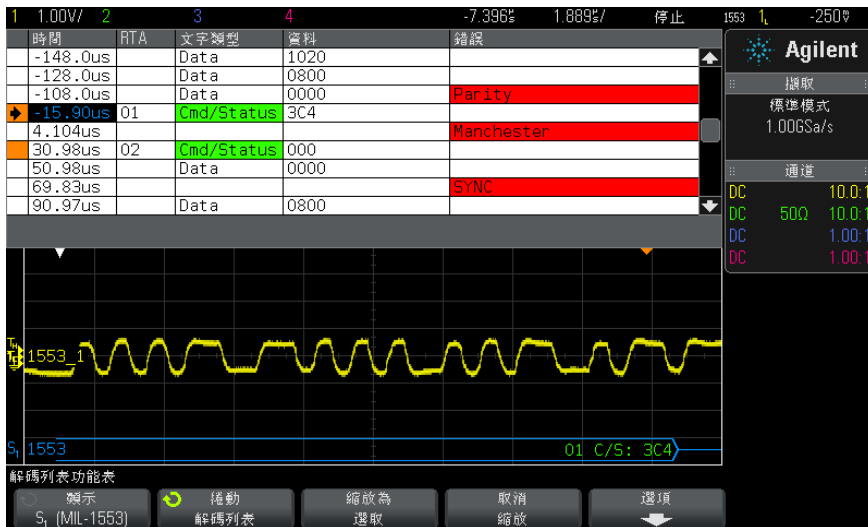 1 1.00V/ 2 3 4 -7.396␵ 1.889␵/ 停止 1553 1 -250
時間 RTA 文字類型 資料 錯誤
-148.0us Data 1020
-128.0us Data 0800
-108.0us Data 0000 Parity
-15.90us 01 Cmd/Status 3C4
4.104us Manchester
30.98us 02 Cmd/Status 000
50.98us Data 0000
69.83us SYNC
90.97us Data 0800
Agilent
擷取
標準模式
1.00GSa/s
通道
DC 10.0:1
DC 50Ω 10.0:1
DC 1.00:1
DC 1.00:1
1553_1
S1 1553 01 C/S: 3C4
解碼列表功能表
顯示
S1 (MIL-1553)
捲動
解碼列表
縮放為
選取
取消
縮放
選項